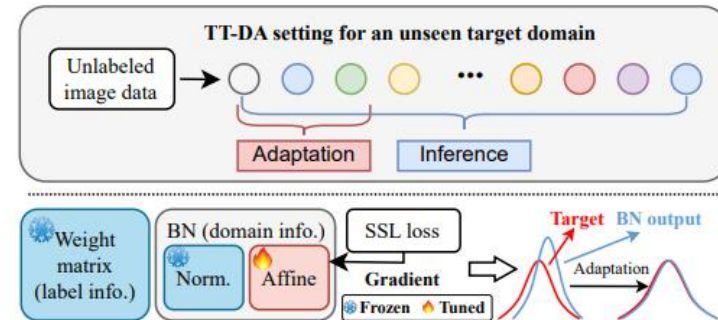 TT-DA setting for an unseen target domain
Unlabeled
image data
...
Adaptation
Inference
Weight
matrix
(label info.)
BN (domain info.)
Norm.
Affine
SSL loss
Gradient
Frozen Tuned
Target
BN output
Adaptation